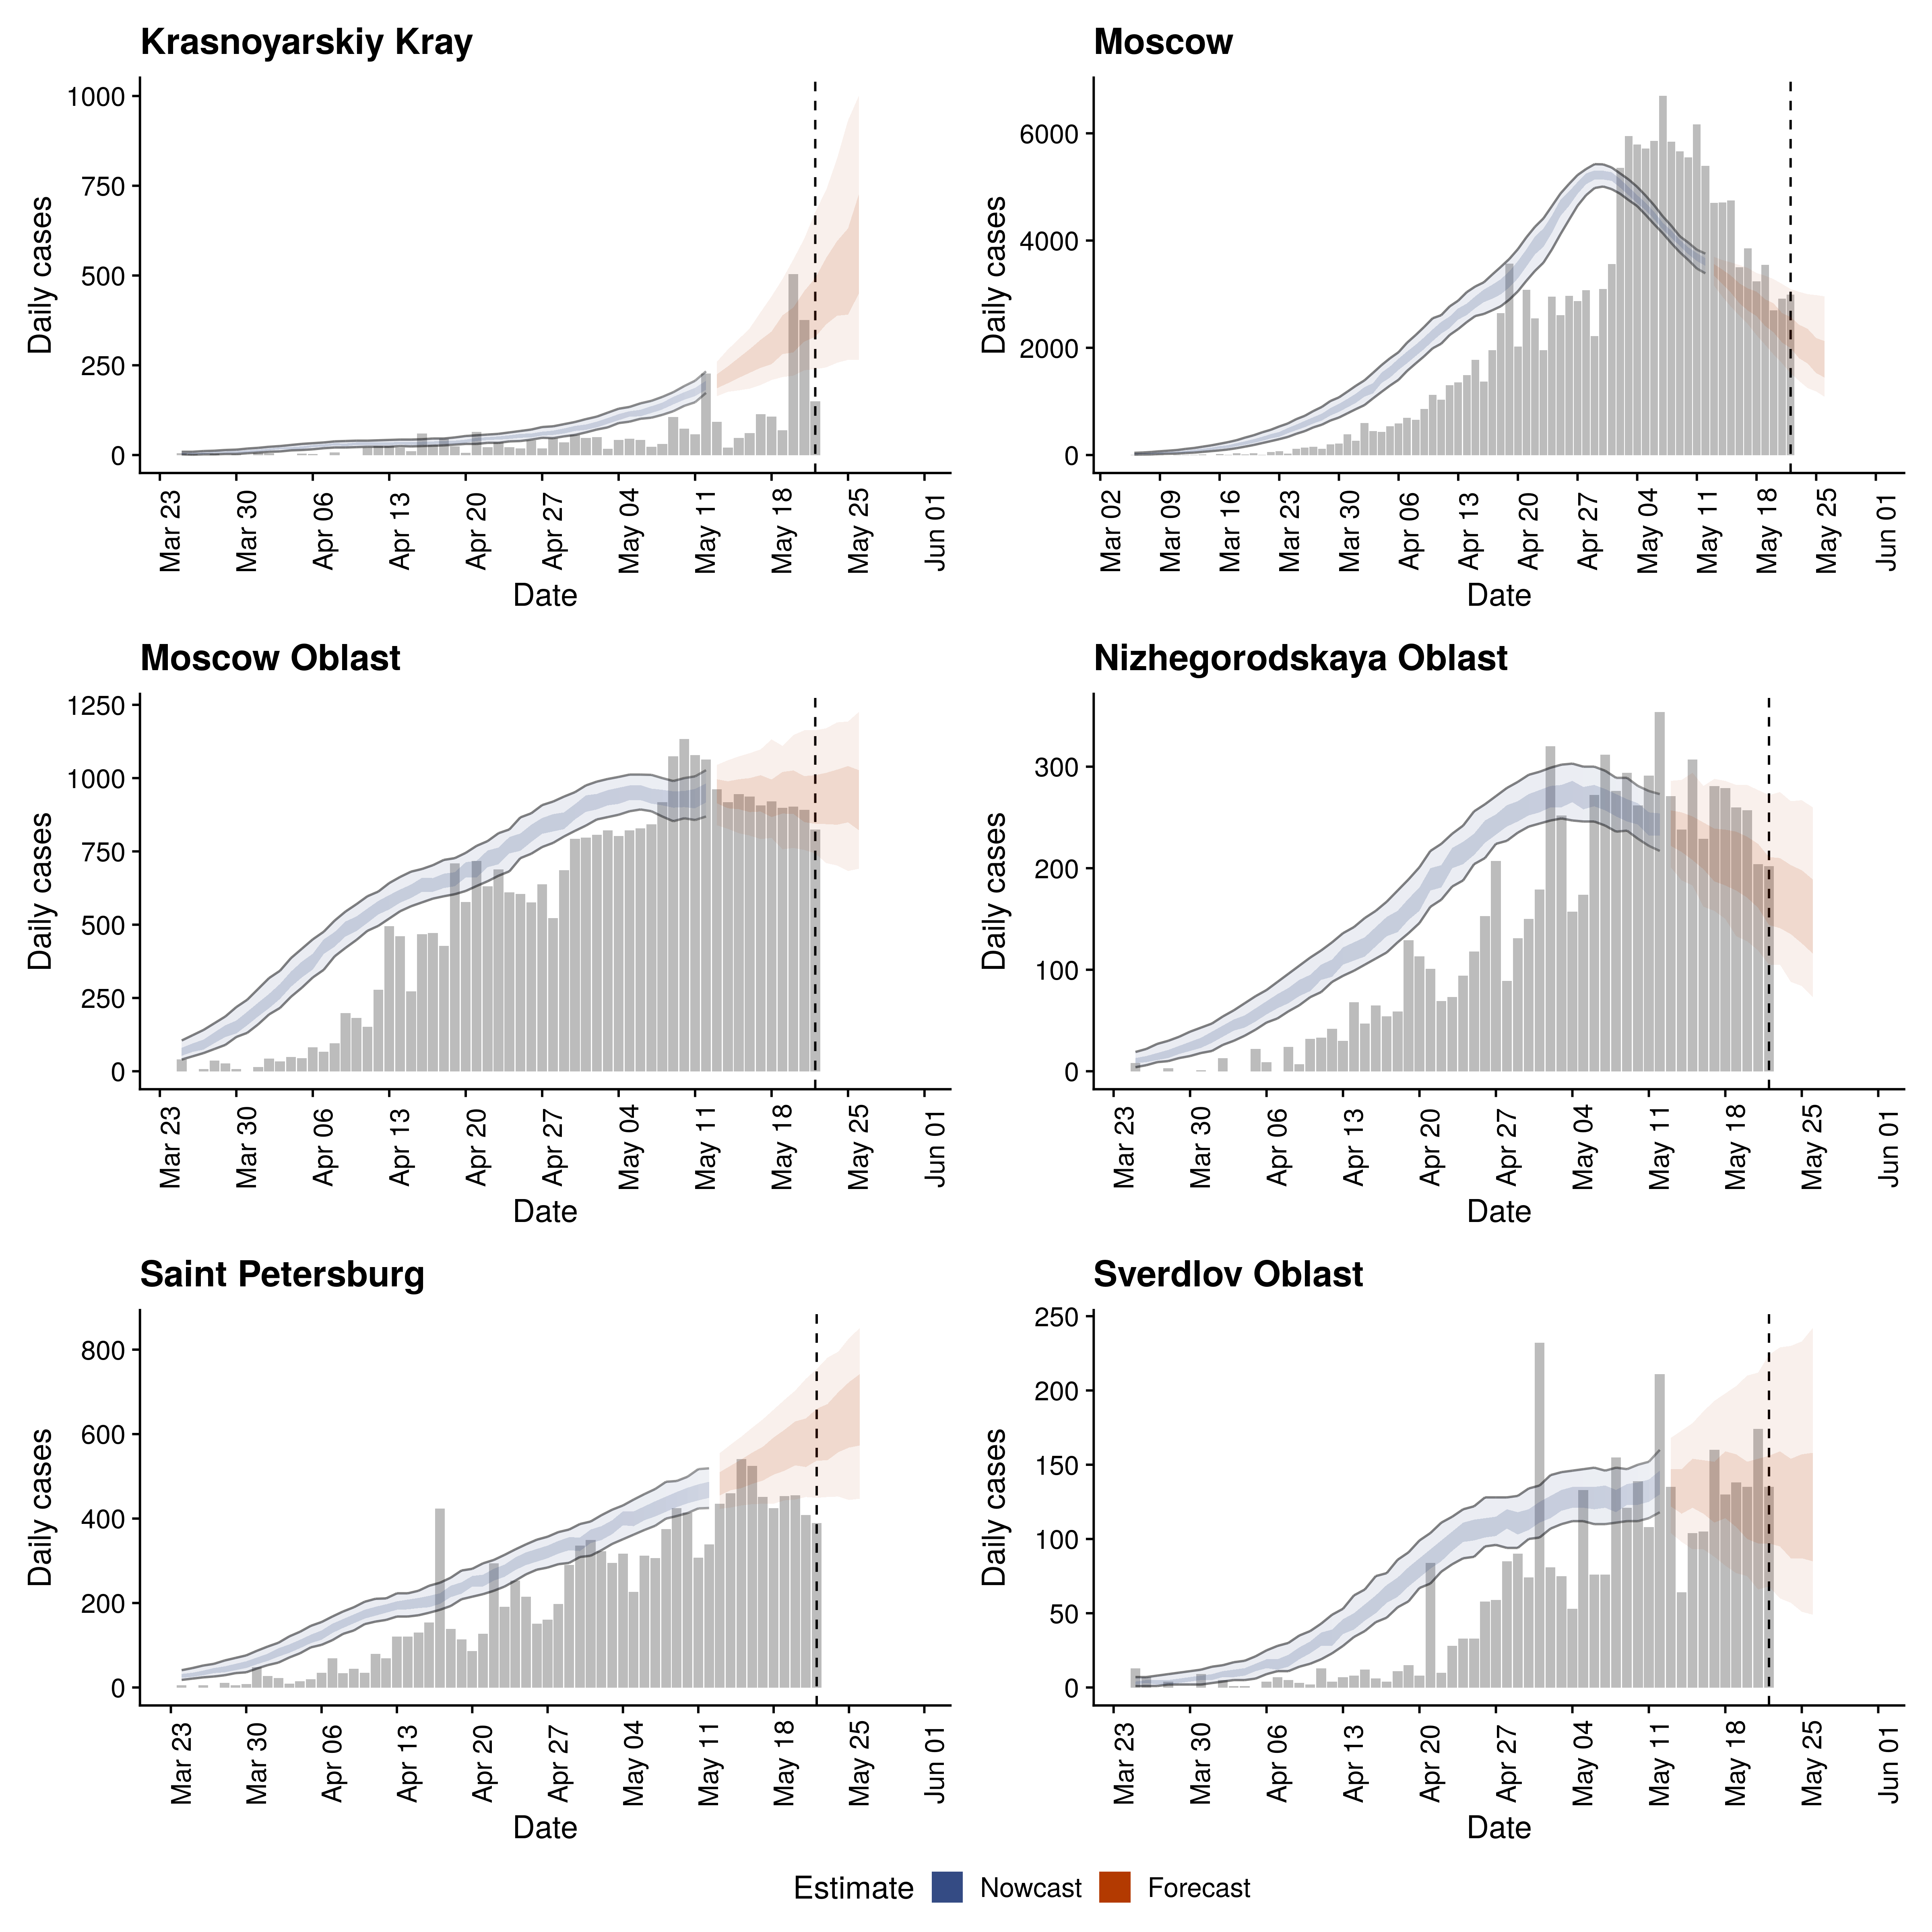 Krasnoyarskiy Kray
Daily cases
1000
750
500
250
0
Mar 23
Mar 30
Apr 06
Apr 13
Apr 20
Apr 27
May 04
May 11
May 18
May 25
Jun 01
Date
Moscow
Daily cases
6000
4000
2000
0
Mar 02
Mar 09
Mar 16
Mar 23
Mar 30
Apr 06
Apr 13
Apr 20
Apr 27
May 04
May 11
May 18
May 25
Jun 01
Date
Moscow Oblast
Daily cases
1250
1000
750
500
250
0
Mar 23
Mar 30
Apr 06
Apr 13
Apr 20
Apr 27
May 04
May 11
May 18
May 25
Jun 01
Date
Nizhegorodskaya Oblast
Daily cases
300
200
100
0
Mar 23
Mar 30
Apr 06
Apr 13
Apr 20
Apr 27
May 04
May 11
May 18
May 25
Jun 01
Date
Saint Petersburg
Daily cases
800
600
400
200
0
Mar 23
Mar 30
Apr 06
Apr 13
Apr 20
Apr 27
May 04
May 11
May 18
May 25
Jun 01
Date
Sverdlov Oblast
Daily cases
250
200
150
100
50
0
Mar 23
Mar 30
Apr 06
Apr 13
Apr 20
Apr 27
May 04
May 11
May 18
May 25
Jun 01
Date
Estimate Nowcast Forecast